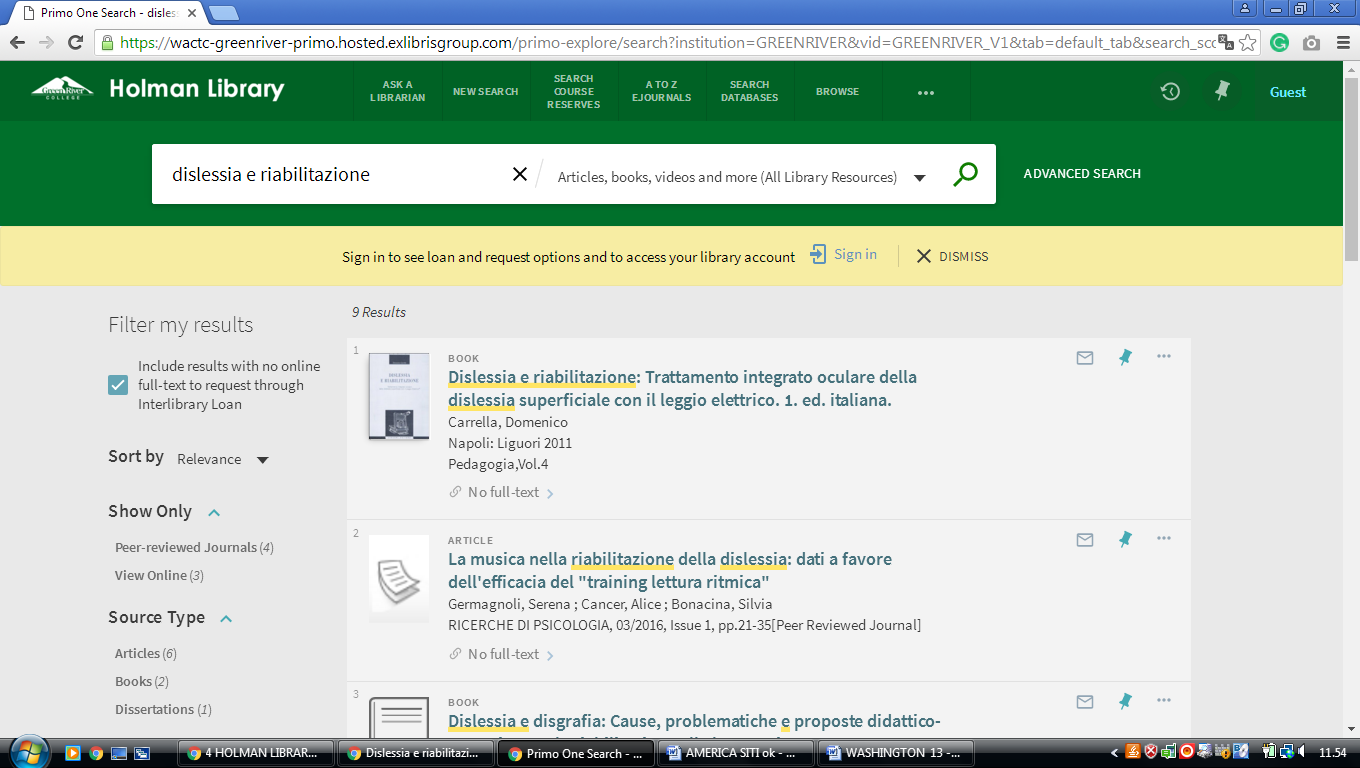 Primo One Search - disles
https://wactc-greenriver-primo.hosted.exlibrisgroup.com/primo-explore/search?institution=GREENRIVER&vid=GREENRIVER_V1&tab=default_tab&search_sco
Green River
COLLEGE
Holman Library
ASK A
LIBRARIAN
NEW SEARCH
SEARCH
COURSE
RESERVES
A TO Z
EJOURNALS
SEARCH
DATABASES
BROWSE
Guest
dislessia e riabilitazione
Articles, books, videos and more (All Library Resources)
ADVANCED SEARCH
Sign in to see loan and request options and to access your library account
Sign in
DISMISS
Filter my results
Include results with no online
full-text to request through
Interlibrary Loan
Sort by Relevance
Show Only
Peer-reviewed Journals (4)
View Online (3)
Source Type
Articles (6)
Books (2)
Dissertations (1)
9 Results
1
DISLESSIA
E RIABILITAZIONE
BOOK
Dislessia e riabilitazione: Trattamento integrato oculare della
dislessia superficiale con il leggio elettrico. 1. ed. italiana.
Carrella, Domenico
Napoli: Liguori 2011
Pedagogia,Vol.4
No full-text
2
ARTICLE
La musica nella riabilitazione della dislessia: dati a favore
dell'efficacia del "training lettura ritmica"
Germagnoli, Serena ; Cancer, Alice ; Bonacina, Silvia
RICERCHE DI PSICOLOGIA, 03/2016, Issue 1, pp.21-35[Peer Reviewed Journal]
No full-text
3
BOOK
Dislessia e disgrafia: Cause, problematiche e proposte didattico-
4 HOLMAN LIBRAR...
Dislessia e riabilitazi...
Primo One Search - ...
AMERICA SITI ok - ...
WASHINGTON 13 - ...
11.54